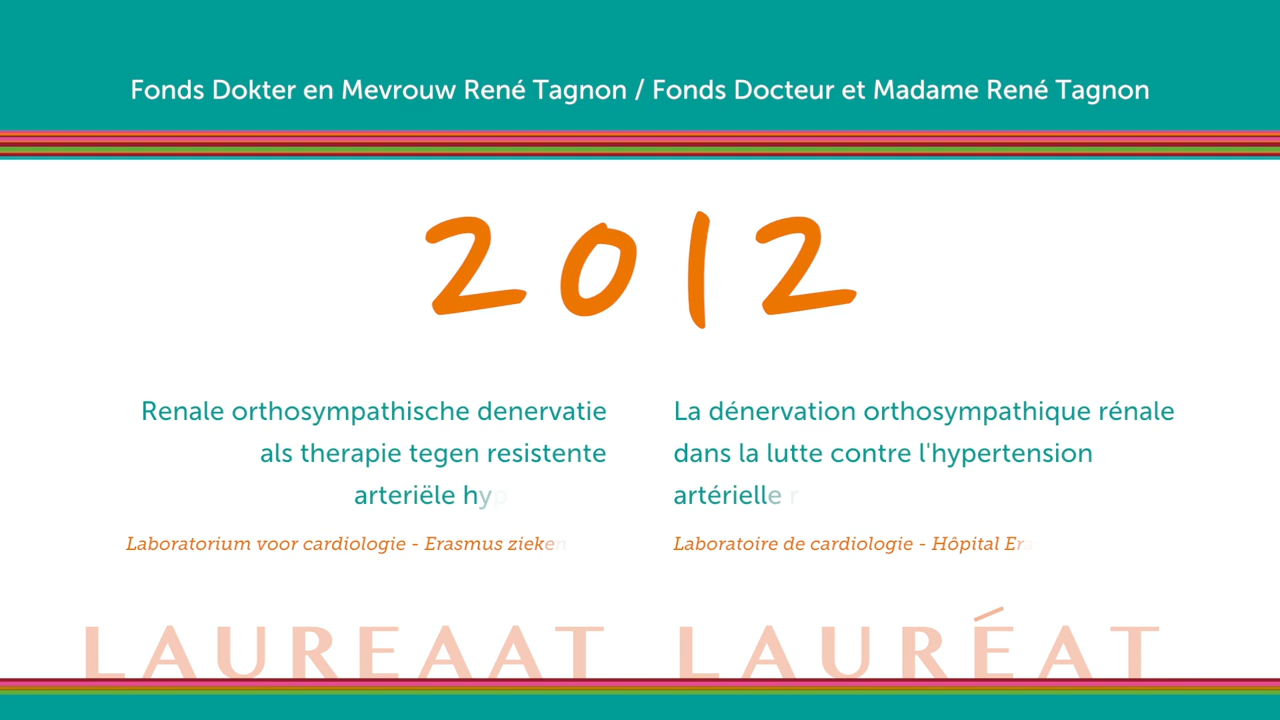 Fonds Dokter en Mevrouw René Tagnon / Fonds Docteur et Madame René Tagnon
2012
Renale orthosympathische denervatie
als therapie tegen resistente
arteriële
Laboratorium voor cardiologie - Erasmus
La dénervation orthosympathique rénale
dans la lutte contre l'hypertension
artérielle
Laboratoire de cardiologie - Hôpital
LAUREAAT LAURÉAT